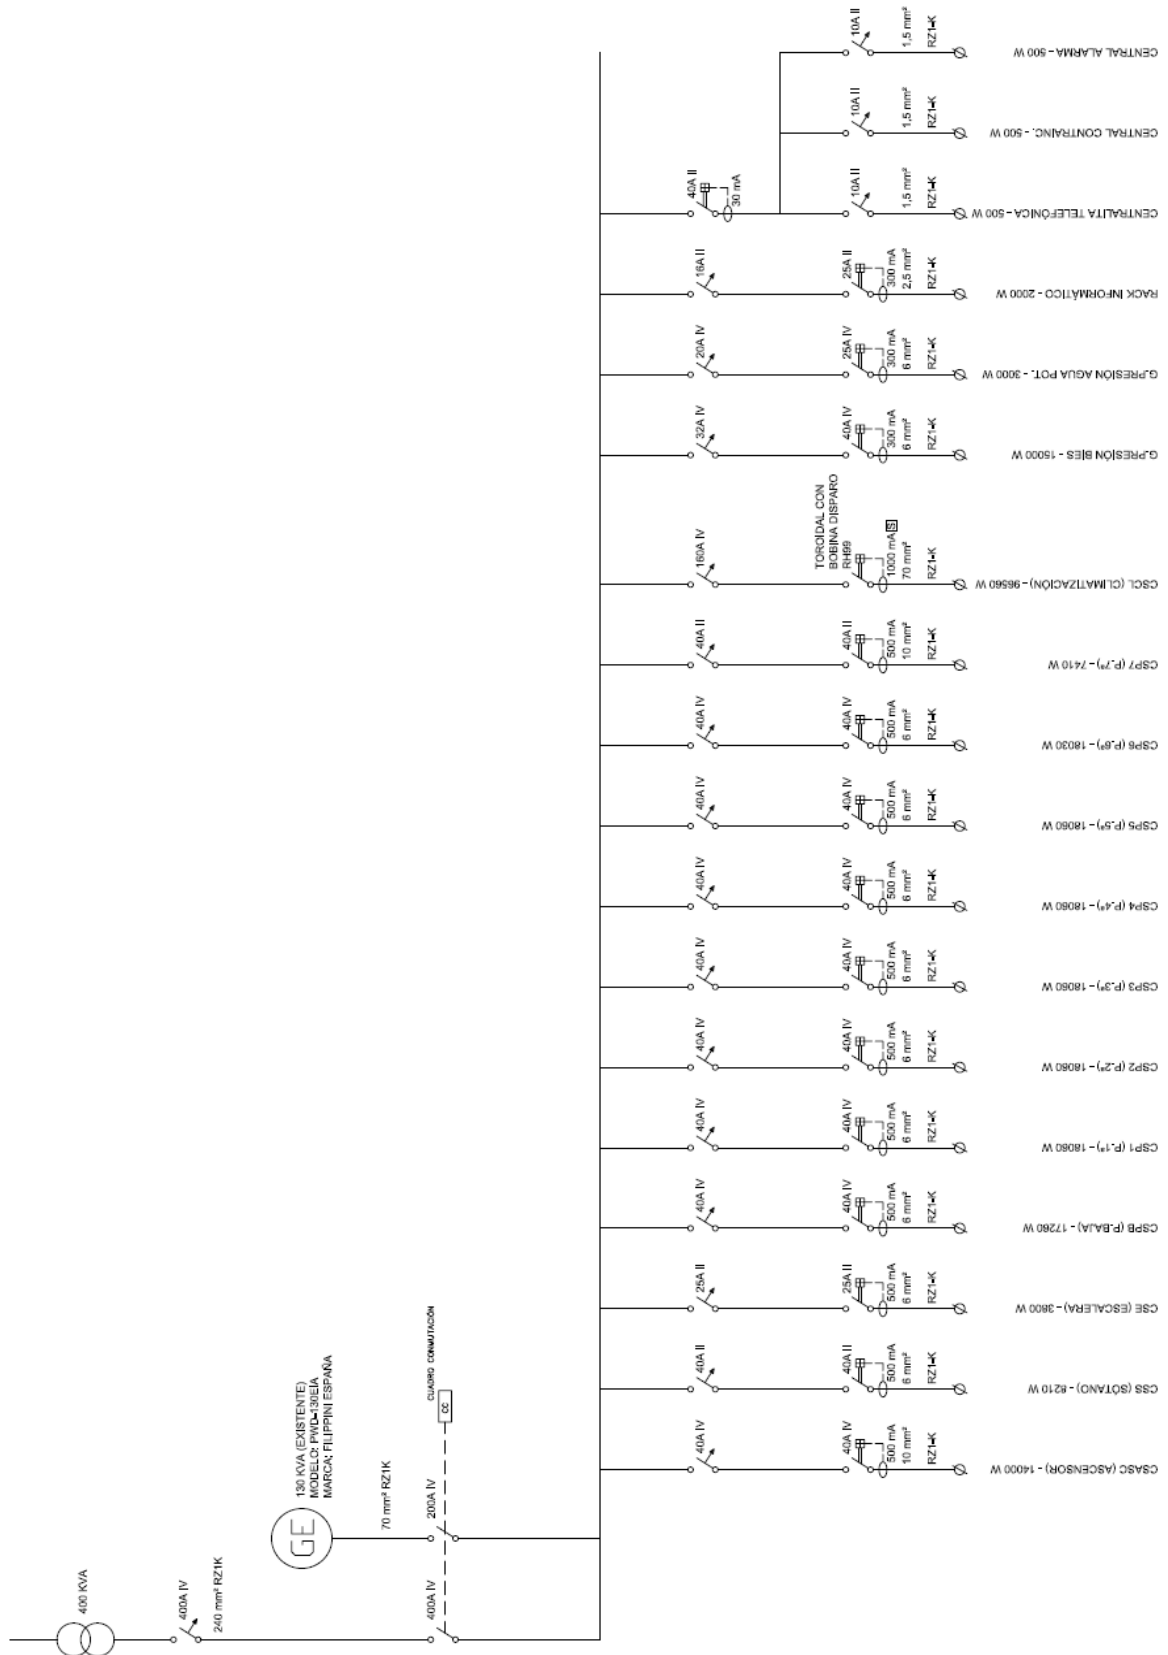 400 KVA
400A IV
240 mm² RZ1K
400A IV
GE
130 KVA (EXISTENTE)
MODELO: PWD-130EIA
MARCA: FILIPPINI ESPAÑA
70 mm² RZ1K
200A IV
CC
CUADRO CONMUTACIÓN
40A IV
40A IV
500 mA
10 mm²
RZ1-K
CSASC (ASCENSOR) - 14000 W
40A II
40A II
500 mA
6 mm²
RZ1-K
CSS (SÓTANO) - 8210 W
25A II
25A II
500 mA
6 mm²
RZ1-K
CSE (ESCALERA) - 3800 W
40A IV
40A IV
500 mA
6 mm²
RZ1-K
CSPB (P.BAJA) - 17260 W
40A IV
40A IV
500 mA
6 mm²
RZ1-K
CSP1 (P.1ª) - 18060 W
40A IV
40A IV
500 mA
6 mm²
RZ1-K
CSP2 (P.2ª) - 18060 W
40A IV
40A IV
500 mA
6 mm²
RZ1-K
CSP3 (P.3ª) - 18060 W
40A IV
40A IV
500 mA
6 mm²
RZ1-K
CSP4 (P.4ª) - 18060 W
40A IV
40A IV
500 mA
6 mm²
RZ1-K
CSP5 (P.5ª) - 18060 W
40A IV
40A IV
500 mA
6 mm²
RZ1-K
CSP6 (P.6ª) - 18030 W
40A II
40A II
500 mA
10 mm²
RZ1-K
CSP7 (P.7ª) - 7410 W
160A IV
TOROIDAL CON
BOBINA DISPARO
RH99
1000 mA S
70 mm²
RZ1-K
CSCL (CLIMATIZACIÓN) - 96560 W
32A IV
40A IV
300 mA
6 mm²
RZ1-K
G.PRESIÓN BIES - 15000 W
20A IV
25A IV
300 mA
6 mm²
RZ1-K
G.PRESIÓN AGUA POT. - 3000 W
16A II
25A II
300 mA
2,5 mm²
RZ1-K
RACK INFORMÁTICO - 2000 W
40A II
30 mA
10A II
1,5 mm²
RZ1-K
CENTRALITA TELEFÓNICA - 500 W
10A II
1,5 mm²
RZ1-K
CENTRAL CONTRAINC. - 500 W
10A II
1,5 mm²
RZ1-K
CENTRAL ALARMA - 500 W